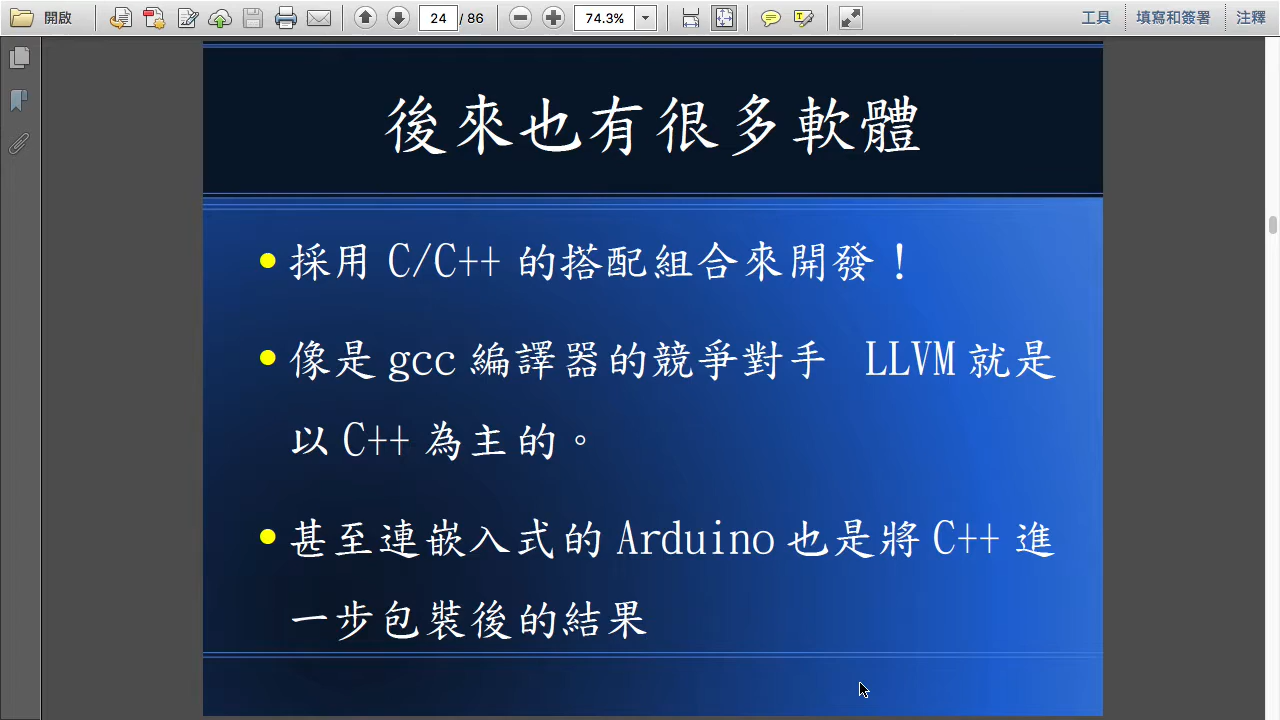 開啟
24 / 86
74.3%
工具
填寫和簽署
注釋
後來也有很多軟體
採用 C/C++ 的搭配組合來開發！
像是 gcc 編譯器的競爭對手 LLVM 就是
以 C++ 為主的。
甚至連嵌入式的 Arduino 也是將 C++ 進
一步包裝後的結果